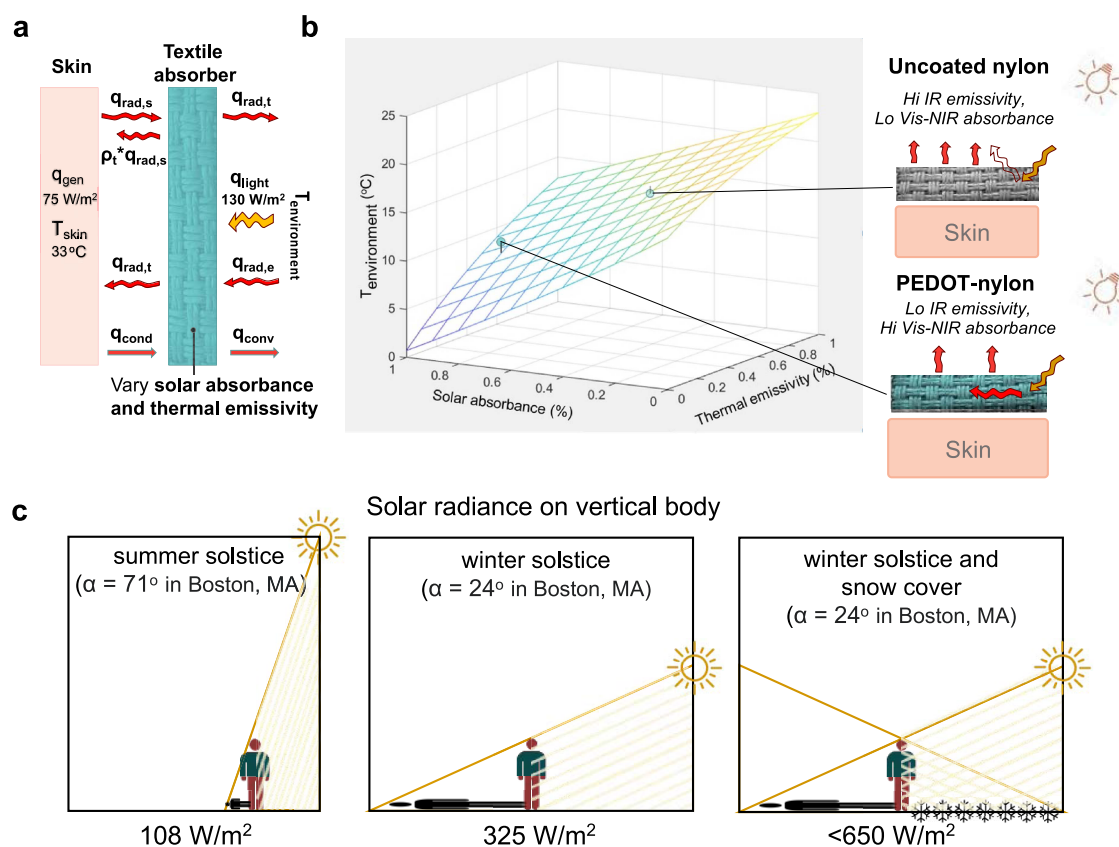 a
Skin
Textile
absorber
q_rad,s
q_rad,t
ρ_t*q_rad,s
q_gen
75 W/m²
T_skin
33 °C
q_light
130 W/m²
T_environment
q_rad,t
q_rad,e
q_cond
q_conv
Vary solar absorbance
and thermal emissivity
b
T_environment (°C)
25
20
15
10
5
0
1
0.8
0.6
0.4
0.2
0
Solar absorbance (%)
0
0.2
0.4
0.6
0.8
1
Thermal emissivity (%)
Uncoated nylon
Hi IR emissivity,
Lo Vis-NIR absorbance
Skin
PEDOT-nylon
Lo IR emissivity,
Hi Vis-NIR absorbance
Skin
c
Solar radiance on vertical body
summer solstice
(α = 71° in Boston, MA)
108 W/m²
winter solstice
(α = 24° in Boston, MA)
325 W/m²
winter solstice and
snow cover
(α = 24° in Boston, MA)
<650 W/m²